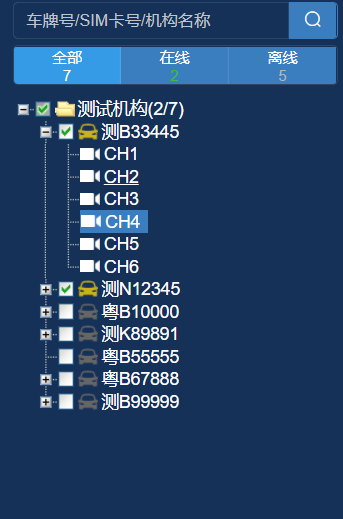 车牌号/SIM卡号/机构名称
全部 在线 离线
7 2 5
测试机构(2/7)
测B33445
CH1
CH2
CH3
CH4
CH5
CH6
测N12345
粤B10000
测K89891
粤B55555
粤B67888
测B99999